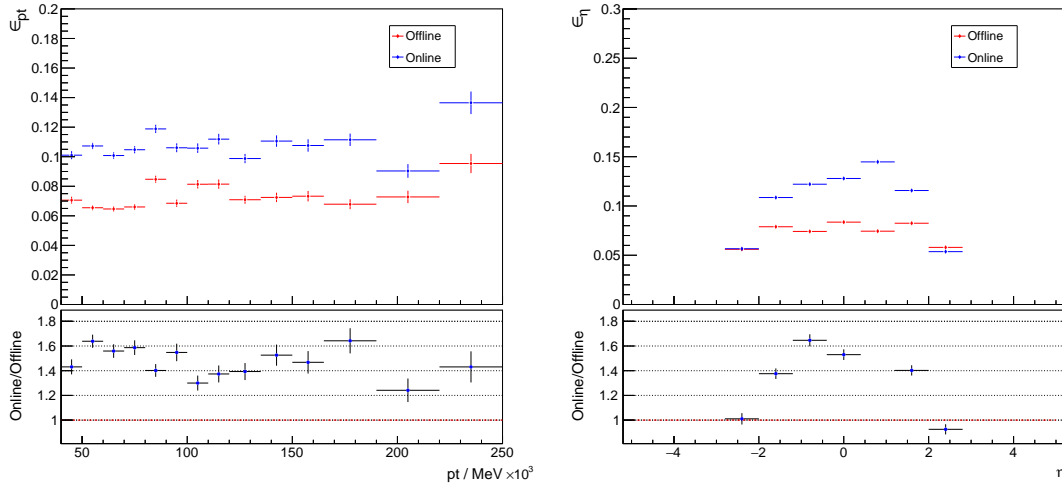 ∈pt
0.2
0.18
0.16
0.14
0.12
0.1
0.08
0.06
0.04
0.02
0
Offline
Online
Online/Offline
1.8
1.6
1.4
1.2
1
50 100 150 200 250
pt / MeV ×10³
∈η
0.3
0.25
0.2
0.15
0.1
0.05
0
Offline
Online
Online/Offline
1.8
1.6
1.4
1.2
1
−4 −2 0 2 4
η